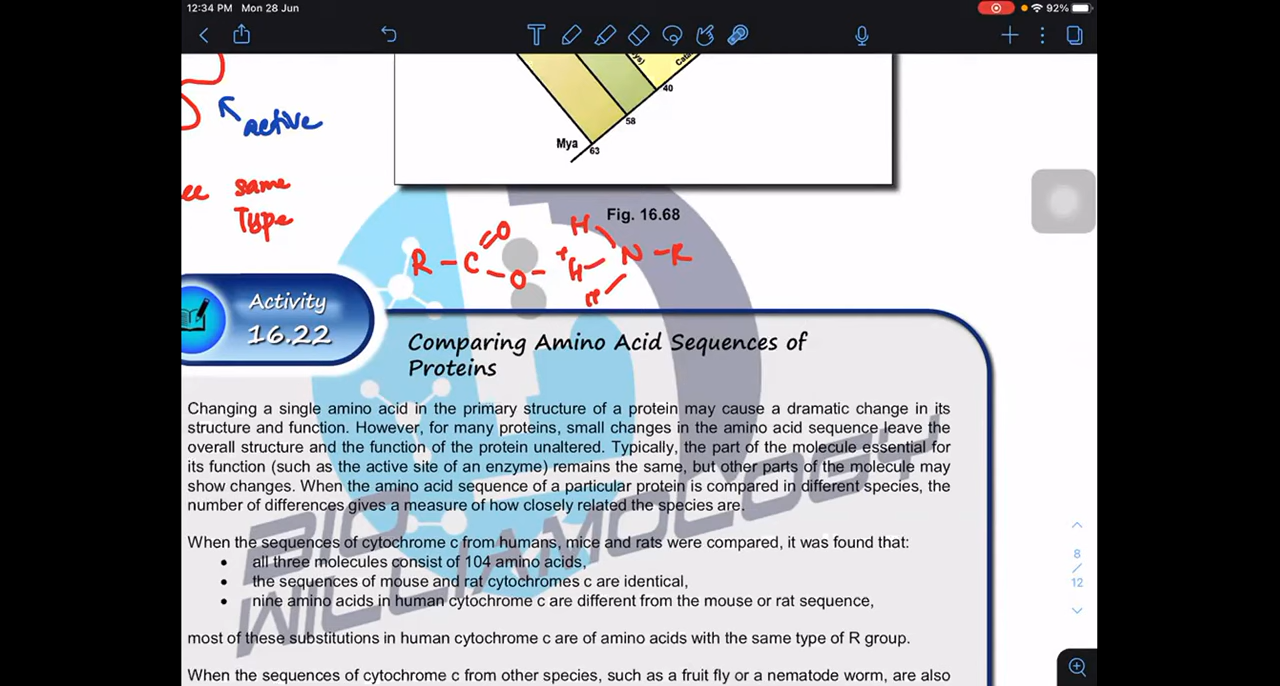 12:34 PM Mon 28 Jun
92%
T
active
same
Type
40
58
Mya
63
Fig. 16.68
R - C = O - O - H H H N - R
Activity
16.22
Comparing Amino Acid Sequences of
Proteins
Changing a single amino acid in the primary structure of a protein may cause a dramatic change in its
structure and function. However, for many proteins, small changes in the amino acid sequence leave the
overall structure and the function of the protein unaltered. Typically, the part of the molecule essential for
its function (such as the active site of an enzyme) remains the same, but other parts of the molecule may
show changes. When the amino acid sequence of a particular protein is compared in different species, the
number of differences gives a measure of how closely related the species are.
When the sequences of cytochrome c from humans, mice and rats were compared, it was found that:
• all three molecules consist of 104 amino acids,
• the sequences of mouse and rat cytochromes c are identical,
• nine amino acids in human cytochrome c are different from the mouse or rat sequence,
most of these substitutions in human cytochrome c are of amino acids with the same type of R group.
When the sequences of cytochrome c from other species, such as a fruit fly or a nematode worm, are also
8
/
12
BIO
WILLIAMOLOGY